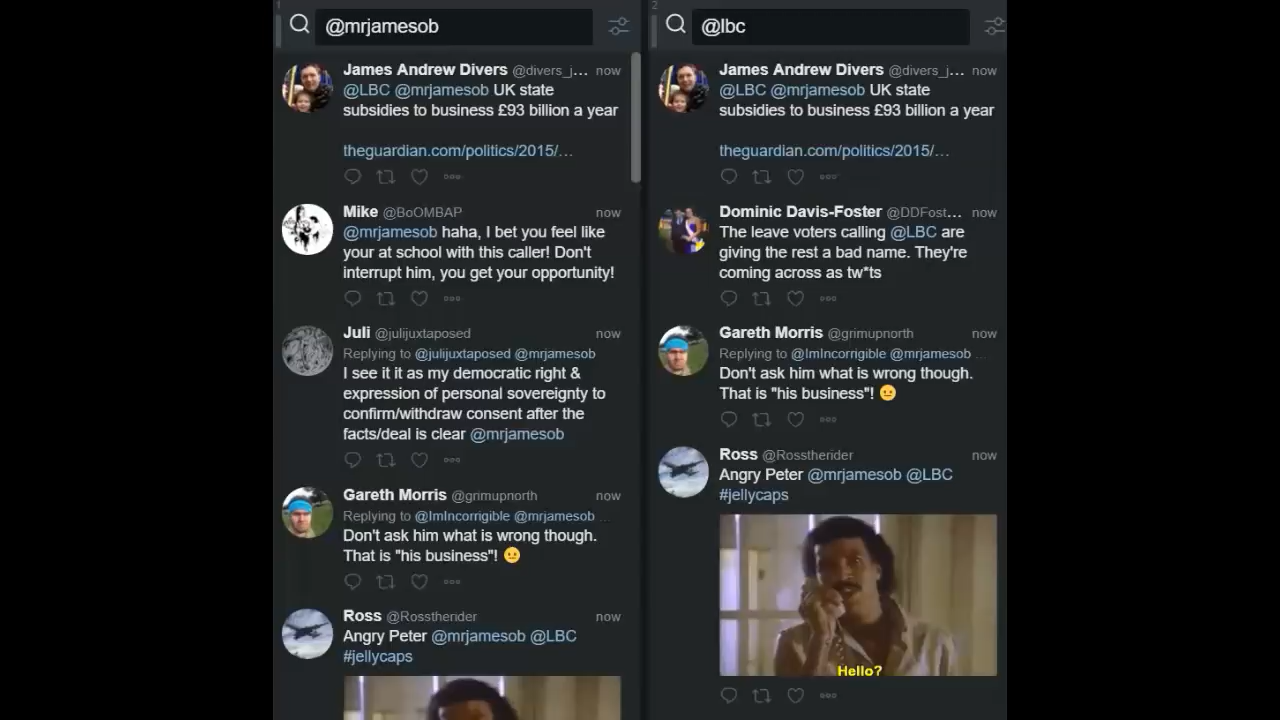 1
@mrjamesob
James Andrew Divers @divers_j... now
@LBC @mrjamesob UK state
subsidies to business £93 billion a year
theguardian.com/politics/2015/...
Mike @BoOMBAP now
@mrjamesob haha, I bet you feel like
your at school with this caller! Don't
interrupt him, you get your opportunity!
Juli @julijuxtaposed now
Replying to @julijuxtaposed @mrjamesob
I see it it as my democratic right &
expression of personal sovereignty to
confirm/withdraw consent after the
facts/deal is clear @mrjamesob
Gareth Morris @grimupnorth now
Replying to @ImIncorrigible @mrjamesob ...
Don't ask him what is wrong though.
That is "his business"! 😐
Ross @Rosstherider now
Angry Peter @mrjamesob @LBC
#jellycaps
2
@lbc
James Andrew Divers @divers_j... now
@LBC @mrjamesob UK state
subsidies to business £93 billion a year
theguardian.com/politics/2015/...
Dominic Davis-Foster @DDFost... now
The leave voters calling @LBC are
giving the rest a bad name. They're
coming across as tw*ts
Gareth Morris @grimupnorth now
Replying to @ImIncorrigible @mrjamesob ...
Don't ask him what is wrong though.
That is "his business"! 😐
Ross @Rosstherider now
Angry Peter @mrjamesob @LBC
#jellycaps
Hello?